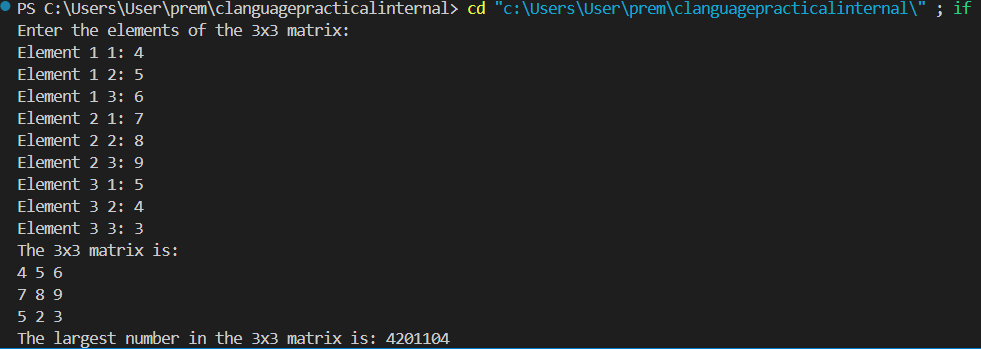 PS C:\Users\User\prem\clanguagepracticalinternal> cd "c:\Users\User\prem\clanguagepracticalinternal\" ; if
Enter the elements of the 3x3 matrix:
Element 1 1: 4
Element 1 2: 5
Element 1 3: 6
Element 2 1: 7
Element 2 2: 8
Element 2 3: 9
Element 3 1: 5
Element 3 2: 4
Element 3 3: 3
The 3x3 matrix is:
4 5 6
7 8 9
5 2 3
The largest number in the 3x3 matrix is: 4201104